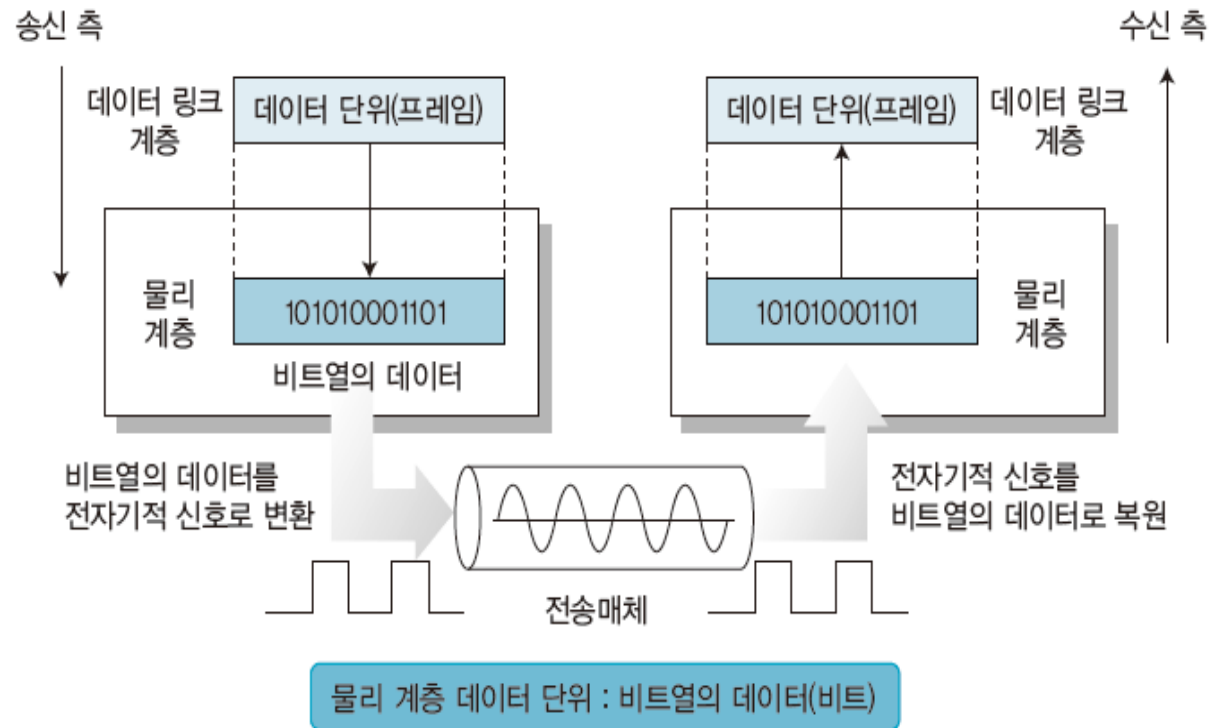 송신 측
수신 측
데이터 링크
계층
데이터 단위(프레임)
데이터 단위(프레임)
데이터 링크
계층
물리
계층
101010001101
비트열의 데이터
101010001101
물리
계층
비트열의 데이터를
전자기적 신호로 변환
전자기적 신호를
비트열의 데이터로 복원
전송매체
물리 계층 데이터 단위 : 비트열의 데이터(비트)